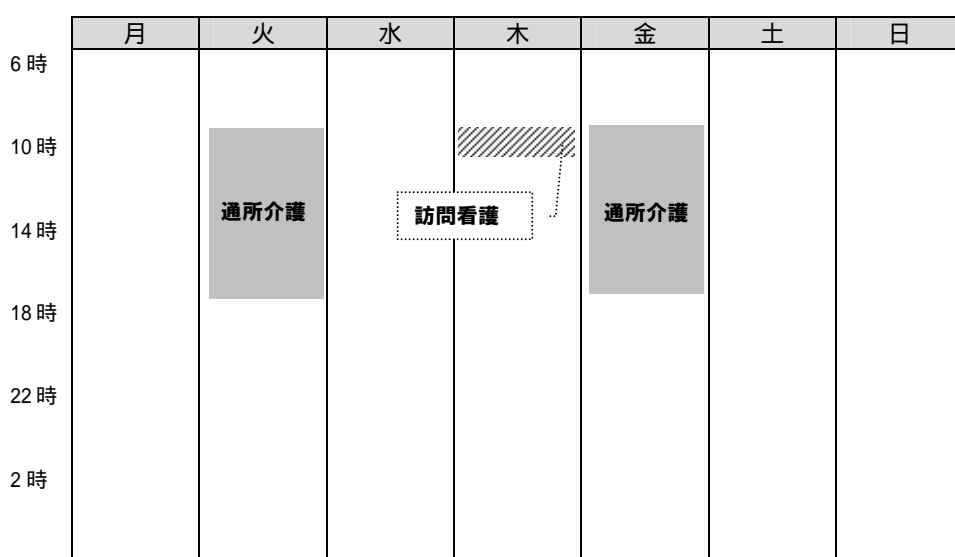 月 火 水 木 金 土 日
6時
10時
通所介護 訪問看護 通所介護
14時
18時
22時
2時